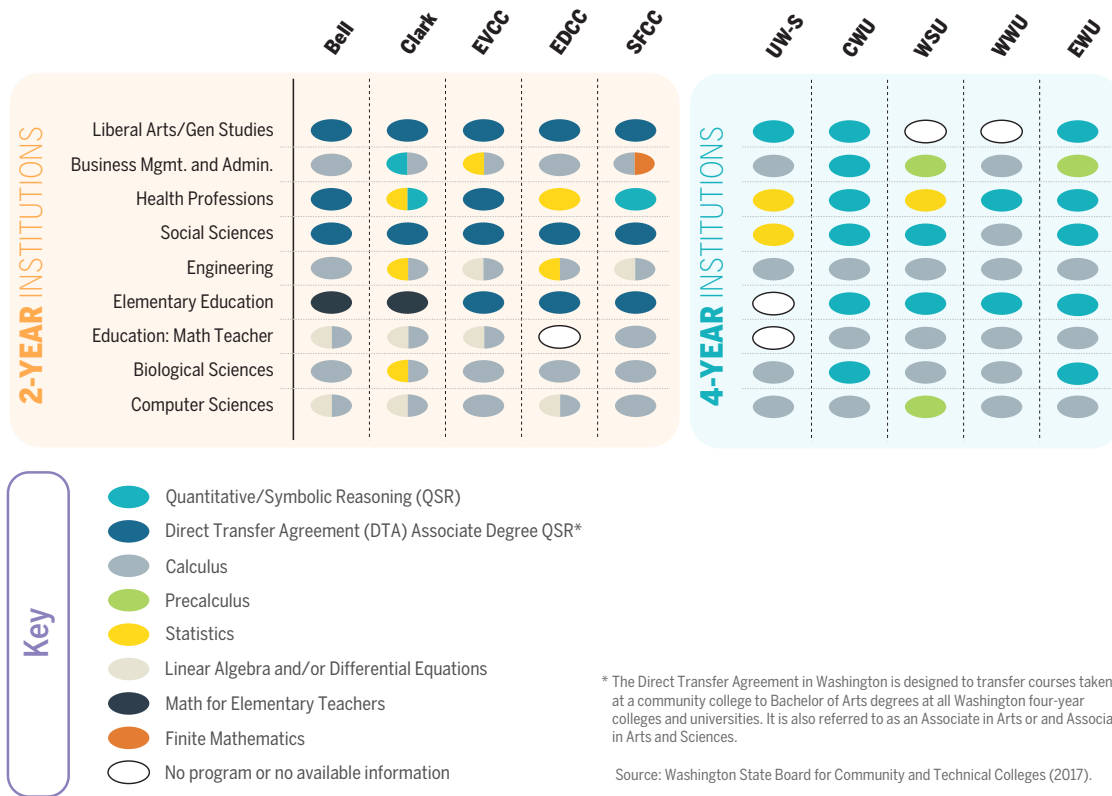 Bell Clark EVCC EDCC SFCC UW-S CWU WSU WWU EWU
2-YEAR INSTITUTIONS
Liberal Arts/Gen Studies
Business Mgmt. and Admin.
Health Professions
Social Sciences
Engineering
Elementary Education
Education: Math Teacher
Biological Sciences
Computer Sciences
4-YEAR INSTITUTIONS
Key
Quantitative/Symbolic Reasoning (QSR)
Direct Transfer Agreement (DTA) Associate Degree QSR*
Calculus
Precalculus
Statistics
Linear Algebra and/or Differential Equations
Math for Elementary Teachers
Finite Mathematics
No program or no available information
* The Direct Transfer Agreement in Washington is designed to transfer courses taken
at a community college to Bachelor of Arts degrees at all Washington four-year
colleges and universities. It is also referred to as an Associate in Arts or and Associa
in Arts and Sciences.
Source: Washington State Board for Community and Technical Colleges (2017).